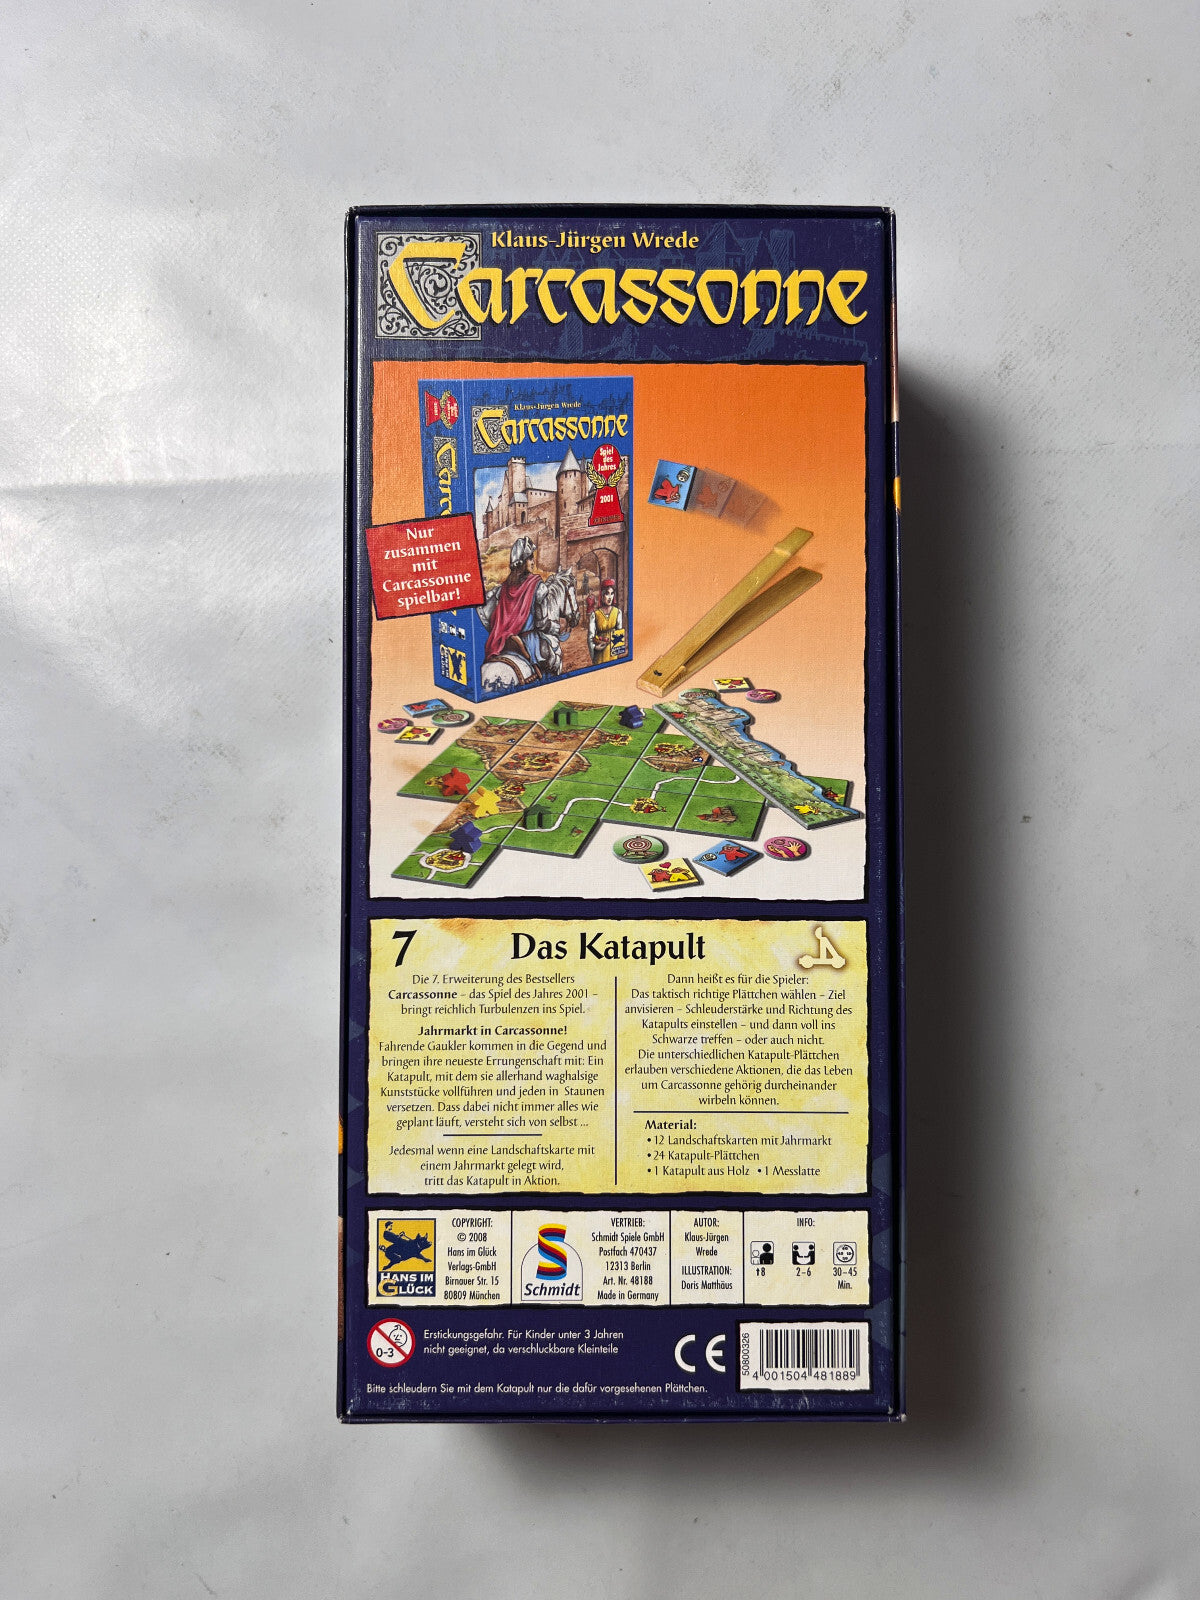 Klaus-Jürgen Wrede
Carcassonne
Klaus-Jürgen Wrede
Carcassonne
Spiel
des
Jahres
2001
Nur
zusammen
mit
Carcassonne
spielbar!
7
Das Katapult
Die 7. Erweiterung des Bestsellers
Carcassonne – das Spiel des Jahres 2001 –
bringt reichlich Turbulenzen ins Spiel.
Jahrmarkt in Carcassonne!
Fahrende Gaukler kommen in die Gegend und
bringen ihre neueste Errungenschaft mit: Ein
Katapult, mit dem sie allerhand waghalsige
Kunststücke vollführen und jeden in Staunen
versetzen. Dass dabei nicht immer alles wie
geplant läuft, versteht sich von selbst ...
Jedesmal wenn eine Landschaftskarte mit
einem Jahrmarkt gelegt wird,
tritt das Katapult in Aktion.
Dann heißt es für die Spieler:
Das taktisch richtige Plättchen wählen – Ziel
anvisieren – Schleuderstärke und Richtung des
Katapults einstellen – und dann voll ins
Schwarze treffen – oder auch nicht.
Die unterschiedlichen Katapult-Plättchen
erlauben verschiedene Aktionen, die das Leben
um Carcassonne gehörig durcheinander
wirbeln können.
Material:
• 12 Landschaftskarten mit Jahrmarkt
• 24 Katapult-Plättchen
• 1 Katapult aus Holz • 1 Messlatte
HANS IM
GLÜCK
COPYRIGHT:
© 2008
Hans im Glück
Verlags-GmbH
Birnauer Str. 15
80809 München
Schmidt
VERTRIEB:
Schmidt Spiele GmbH
Postfach 470437
12313 Berlin
Art. Nr. 48188
Made in Germany
AUTOR:
Klaus-Jürgen
Wrede
ILLUSTRATION:
Doris Matthäus
INFO:
8
2-6
30-45
Min.
0-3
Erstickungsgefahr. Für Kinder unter 3 Jahren
nicht geeignet, da verschluckbare Kleinteile
CE
50800326
4 001504 481889
Bitte schleudern Sie mit dem Katapult nur die dafür vorgesehenen Plättchen.